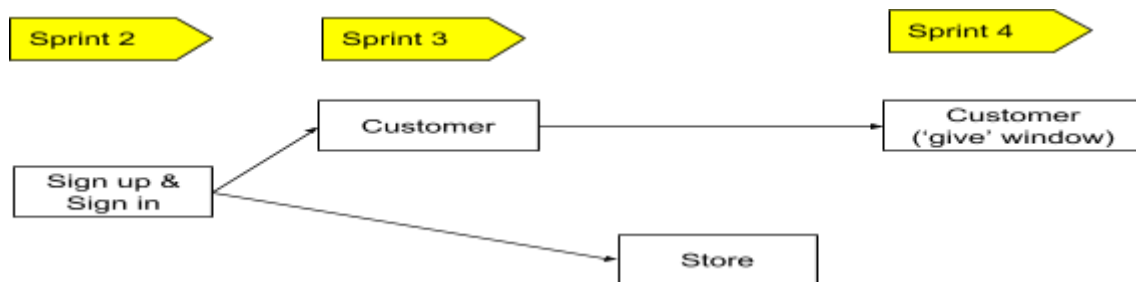 Sprint 2
Sprint 3
Sprint 4
Customer
Customer
(‘give’ window)
Sign up &
Sign in
Store